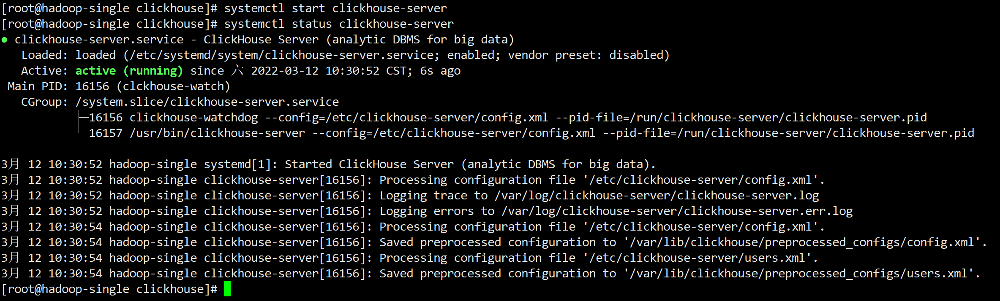 [root@hadoop-single clickhouse]# systemctl start clickhouse-server
[root@hadoop-single clickhouse]# systemctl status clickhouse-server
● clickhouse-server.service - ClickHouse Server (analytic DBMS for big data)
   Loaded: loaded (/etc/systemd/system/clickhouse-server.service; enabled; vendor preset: disabled)
   Active: active (running) since 六 2022-03-12 10:30:52 CST; 6s ago
 Main PID: 16156 (clckhouse-watch)
   CGroup: /system.slice/clickhouse-server.service
           ├─16156 clickhouse-watchdog --config=/etc/clickhouse-server/config.xml --pid-file=/run/clickhouse-server/clickhouse-server.pid
           └─16157 /usr/bin/clickhouse-server --config=/etc/clickhouse-server/config.xml --pid-file=/run/clickhouse-server/clickhouse-server.pid

3月 12 10:30:52 hadoop-single systemd[1]: Started ClickHouse Server (analytic DBMS for big data).
3月 12 10:30:52 hadoop-single clickhouse-server[16156]: Processing configuration file '/etc/clickhouse-server/config.xml'.
3月 12 10:30:52 hadoop-single clickhouse-server[16156]: Logging trace to /var/log/clickhouse-server/clickhouse-server.log
3月 12 10:30:52 hadoop-single clickhouse-server[16156]: Logging errors to /var/log/clickhouse-server/clickhouse-server.err.log
3月 12 10:30:54 hadoop-single clickhouse-server[16156]: Processing configuration file '/etc/clickhouse-server/config.xml'.
3月 12 10:30:54 hadoop-single clickhouse-server[16156]: Saved preprocessed configuration to '/var/lib/clickhouse/preprocessed_configs/config.xml'.
3月 12 10:30:54 hadoop-single clickhouse-server[16156]: Processing configuration file '/etc/clickhouse-server/users.xml'.
3月 12 10:30:54 hadoop-single clickhouse-server[16156]: Saved preprocessed configuration to '/var/lib/clickhouse/preprocessed_configs/users.xml'.
[root@hadoop-single clickhouse]#